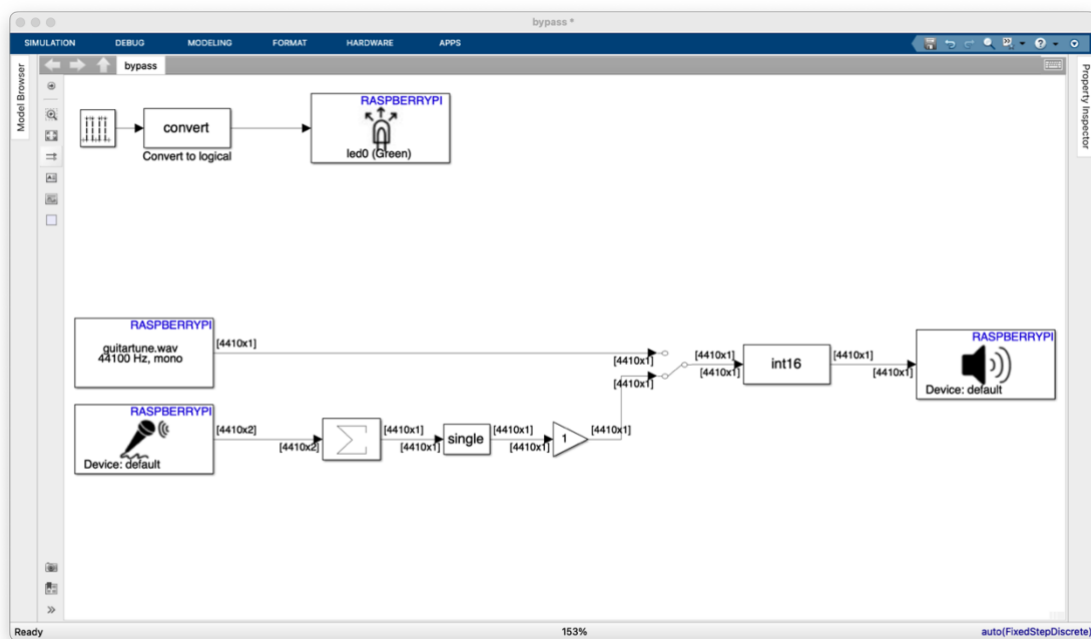 bypass *
SIMULATION DEBUG MODELING FORMAT HARDWARE APPS
Model Browser
bypass
Property Inspector
RASPBERRYPI
convert
led0 (Green)
Convert to logical
RASPBERRYPI
guitartune.wav
44100 Hz, mono
[4410x1]
[4410x1]
[4410x1]
[4410x1]
[4410x1]
int16
[4410x1]
[4410x1]
RASPBERRYPI
Device: default
RASPBERRYPI
Device: default
[4410x2]
[4410x2]
[4410x1]
[4410x1]
single
[4410x1]
[4410x1]
1
[4410x1]
Ready 153% auto(FixedStepDiscrete)